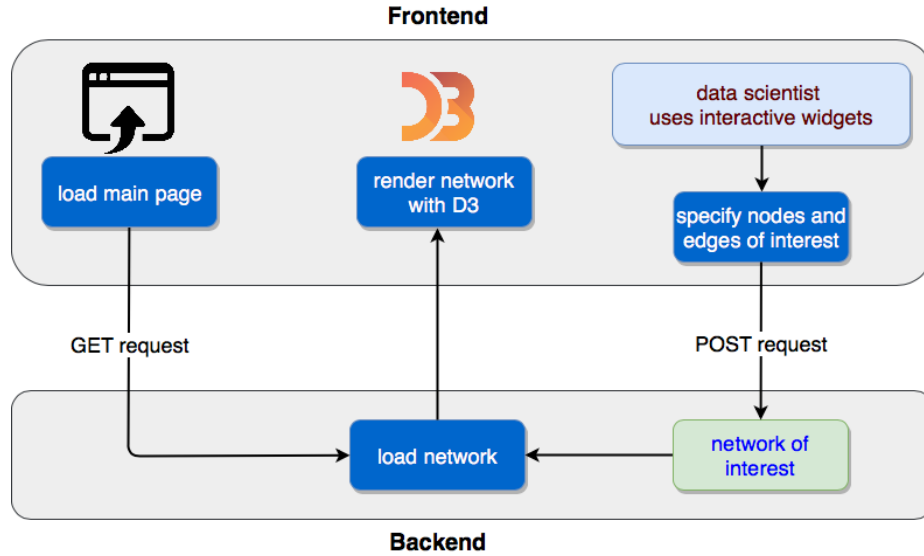 Frontend
D3
data scientist
uses interactive widgets
load main page
render network
with D3
specify nodes and
edges of interest
GET request
POST request
load network
network of
interest
Backend